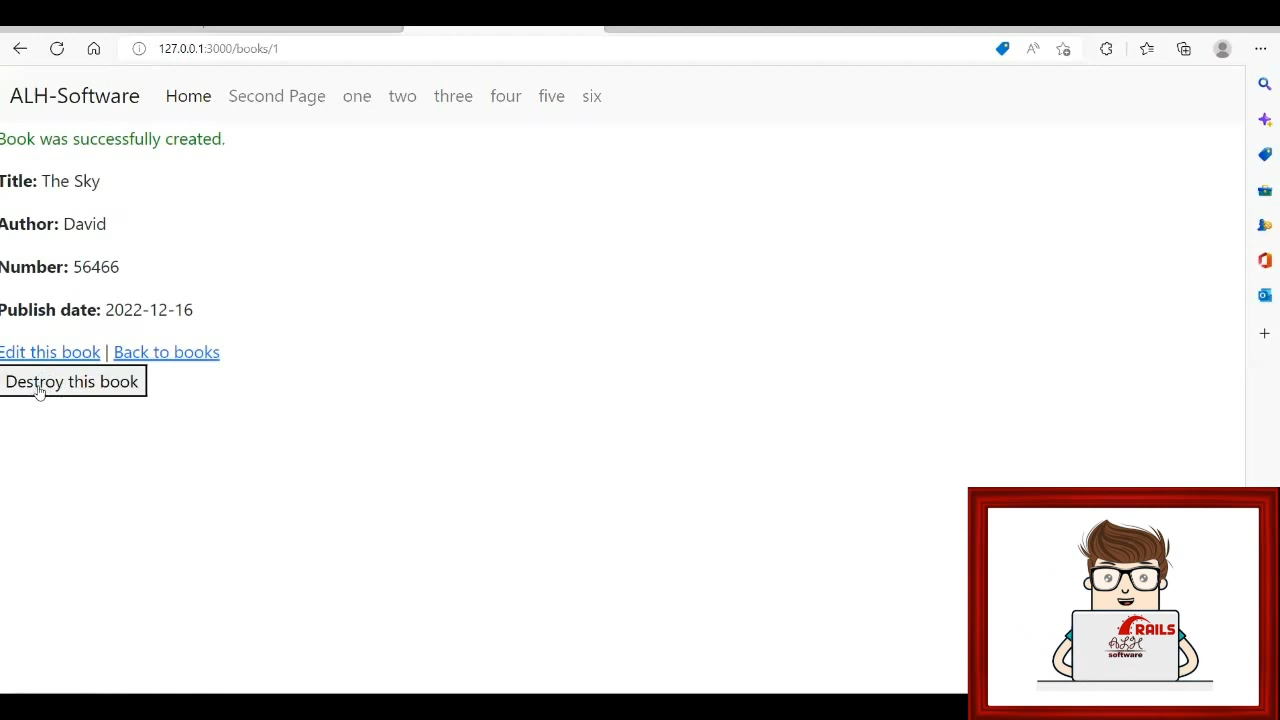 127.0.0.1:3000/books/1
ALH-Software Home Second Page one two three four five six
Book was successfully created.
Title: The Sky
Author: David
Number: 56466
Publish date: 2022-12-16
Edit this book | Back to books
Destroy this book
RAILS
ALH
software